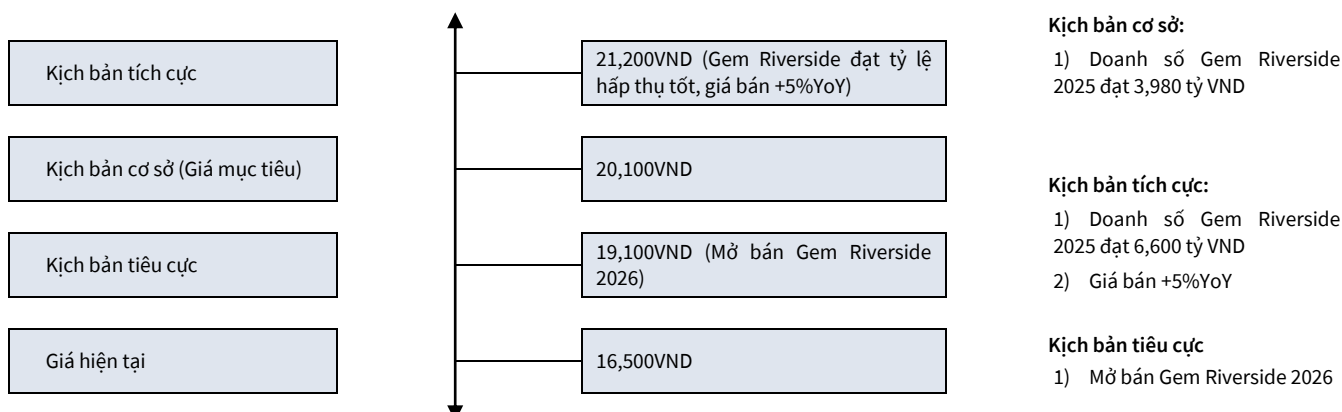 Kịch bản tích cực
21,200VND (Gem Riverside đạt tỷ lệ
hấp thụ tốt, giá bán +5%YoY)
Kịch bản cơ sở (Giá mục tiêu)
20,100VND
Kịch bản tiêu cực
19,100VND (Mở bán Gem Riverside
2026)
Giá hiện tại
16,500VND
Kịch bản cơ sở:
1) Doanh số Gem Riverside
2025 đạt 3,980 tỷ VND
Kịch bản tích cực:
1) Doanh số Gem Riverside
2025 đạt 6,600 tỷ VND
2) Giá bán +5%YoY
Kịch bản tiêu cực
1) Mở bán Gem Riverside 2026